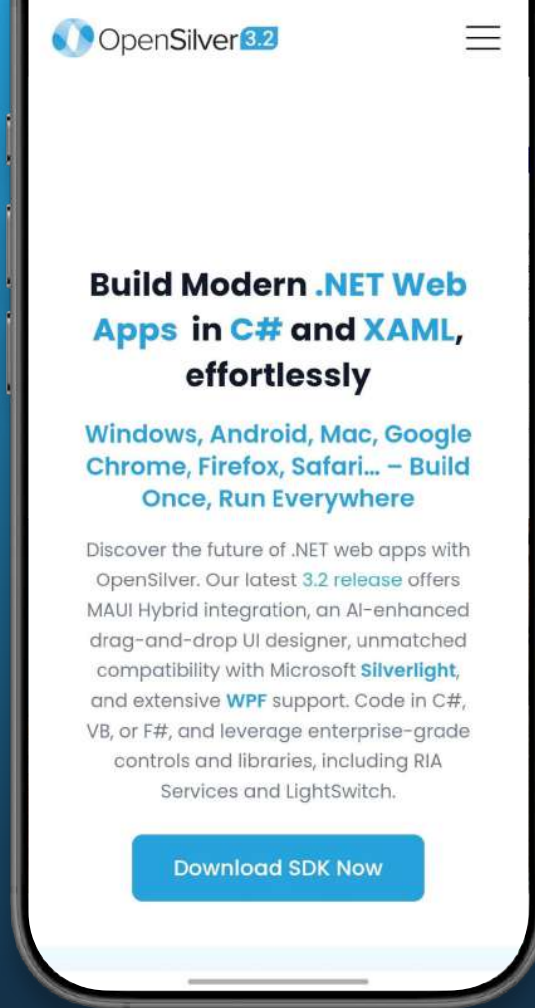 OpenSilver 3.2
Build Modern .NET Web
Apps in C# and XAML,
effortlessly
Windows, Android, Mac, Google
Chrome, Firefox, Safari... – Build
Once, Run Everywhere
Discover the future of .NET web apps with
OpenSilver. Our latest 3.2 release offers
MAUI Hybrid integration, an AI-enhanced
drag-and-drop UI designer, unmatched
compatibility with Microsoft Silverlight,
and extensive WPF support. Code in C#,
VB, or F#, and leverage enterprise-grade
controls and libraries, including RIA
Services and LightSwitch.
Download SDK Now